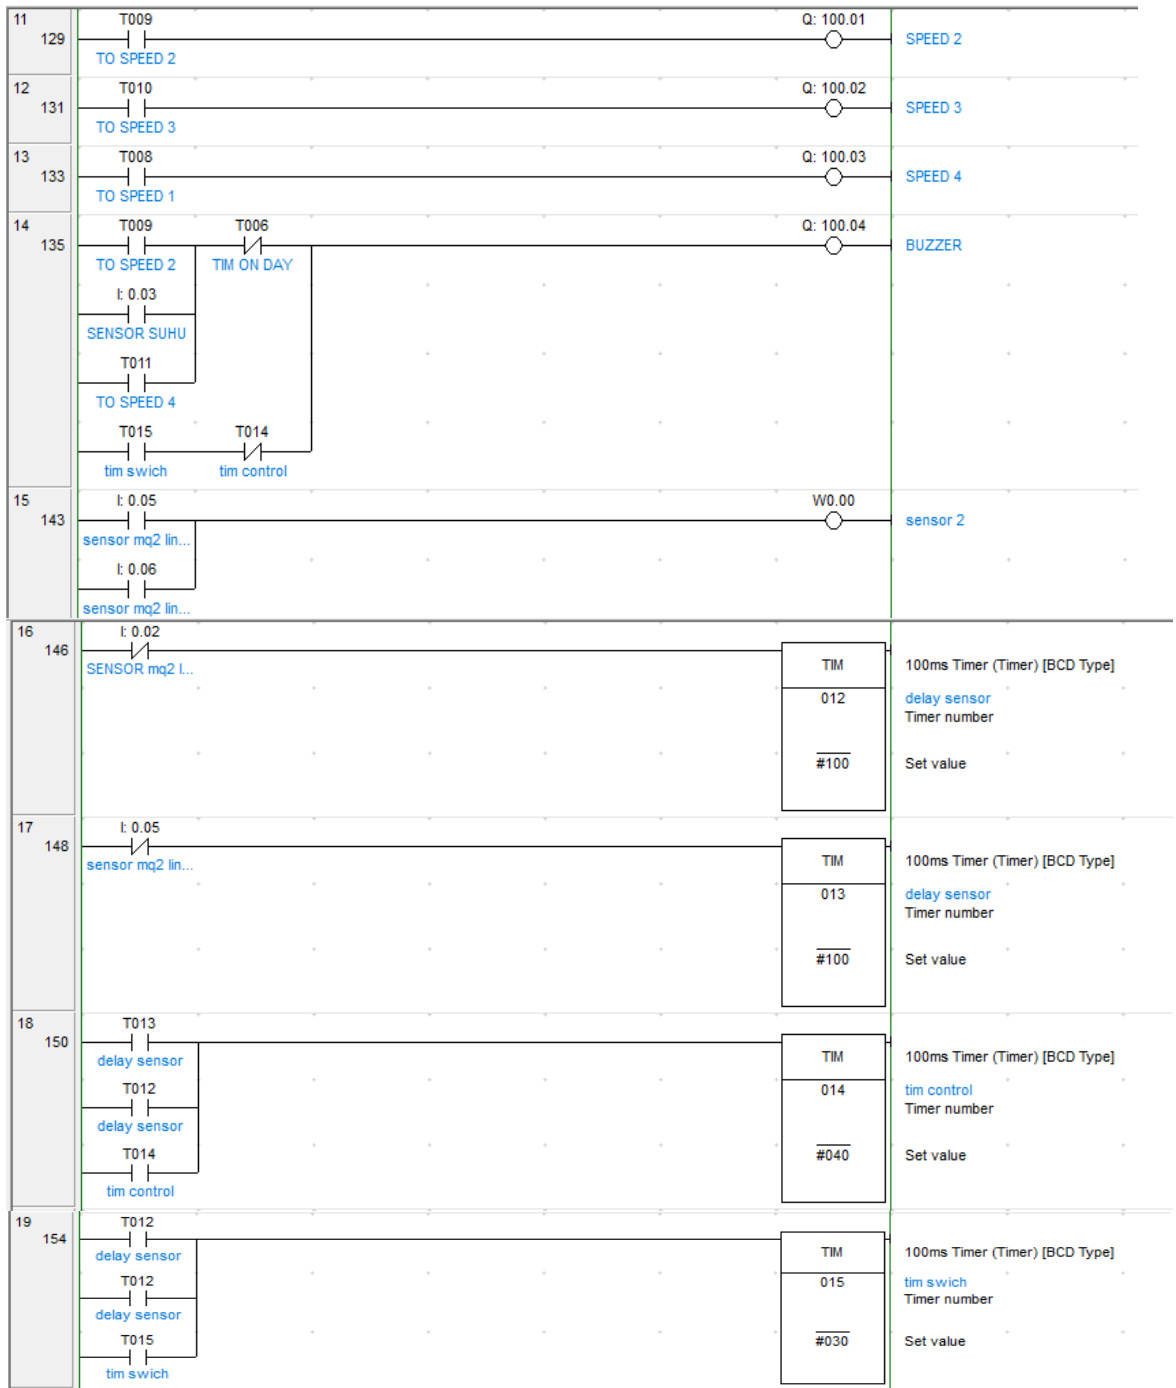 11
129
T009
TO SPEED 2
Q: 100.01
SPEED 2
12
131
T010
TO SPEED 3
Q: 100.02
SPEED 3
13
133
T008
TO SPEED 1
Q: 100.03
SPEED 4
14
135
T009 T006
TO SPEED 2 TIM ON DAY
Q: 100.04
BUZZER
I: 0.03
SENSOR SUHU
T011
TO SPEED 4
T015 T014
tim swich tim control
15
143
I: 0.05
sensor mq2 lin...
W0.00
sensor 2
I: 0.06
sensor mq2 lin...
16
146
I: 0.02
SENSOR mq2 l...
TIM
100ms Timer (Timer) [BCD Type]
012
delay sensor
Timer number
#100
Set value
17
148
I: 0.05
sensor mq2 lin...
TIM
100ms Timer (Timer) [BCD Type]
013
delay sensor
Timer number
#100
Set value
18
150
T013
delay sensor
T012
delay sensor
T014
tim control
TIM
100ms Timer (Timer) [BCD Type]
014
tim control
Timer number
#040
Set value
19
154
T012
delay sensor
T012
delay sensor
T015
tim swich
TIM
100ms Timer (Timer) [BCD Type]
015
tim swich
Timer number
#030
Set value